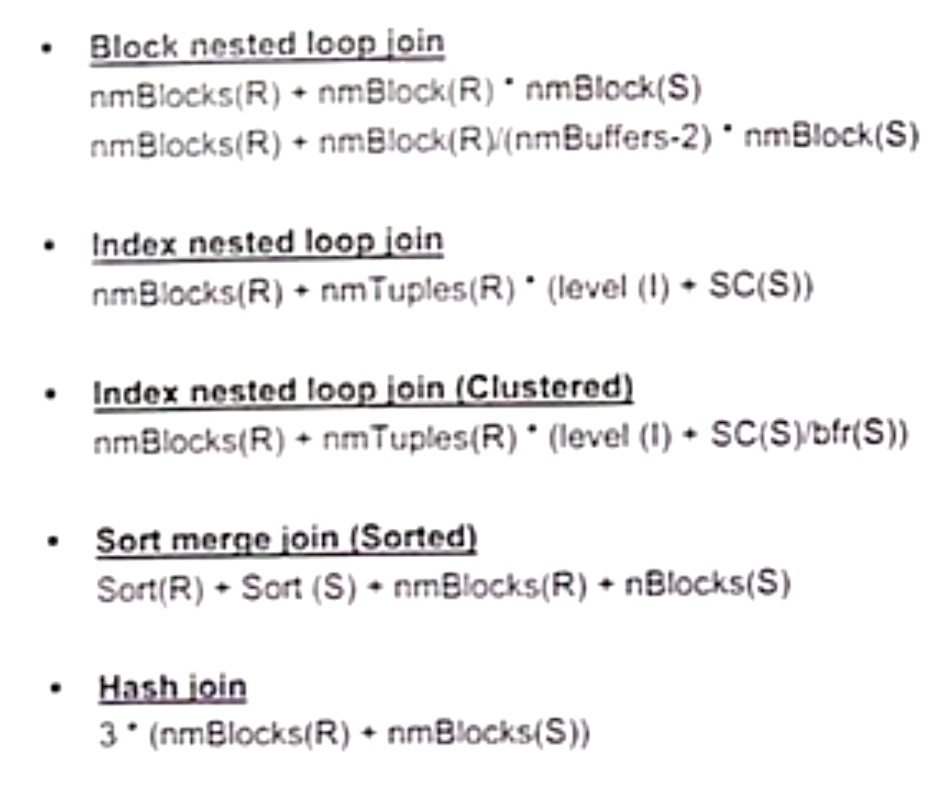 • Block nested loop join
nmBlocks(R) + nmBlock(R) * nmBlock(S)
nmBlocks(R) + nmBlock(R)/(nmBuffers-2) * nmBlock(S)
• Index nested loop join
nmBlocks(R) + nmTuples(R) * (level (I) + SC(S))
• Index nested loop join (Clustered)
nmBlocks(R) + nmTuples(R) * (level (I) + SC(S)/bfr(S))
• Sort merge join (Sorted)
Sort(R) + Sort (S) + nmBlocks(R) + nBlocks(S)
• Hash join
3 * (nmBlocks(R) + nmBlocks(S))